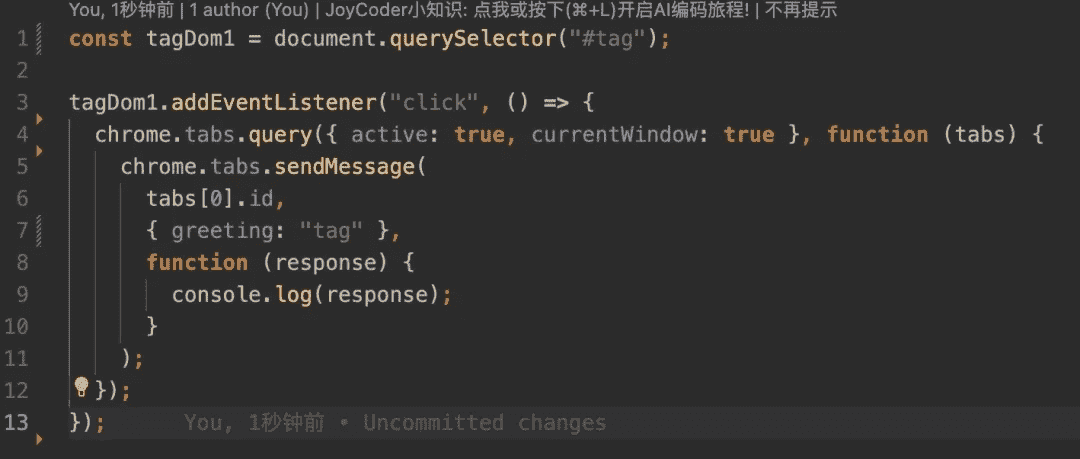 You, 1秒钟前 | 1 author (You) | JoyCoder小知识: 点我或按下(⌘+L)开启AI编码旅程! | 不再提示
1 const tagDom1 = document.querySelector("#tag");
2
3 tagDom1.addEventListener("click", () => {
4 chrome.tabs.query({ active: true, currentWindow: true }, function (tabs) {
5 chrome.tabs.sendMessage(
6 tabs[0].id,
7 { greeting: "tag" },
8 function (response) {
9 console.log(response);
10 }
11 );
12 });
13 }); You, 1秒钟前 • Uncommitted changes